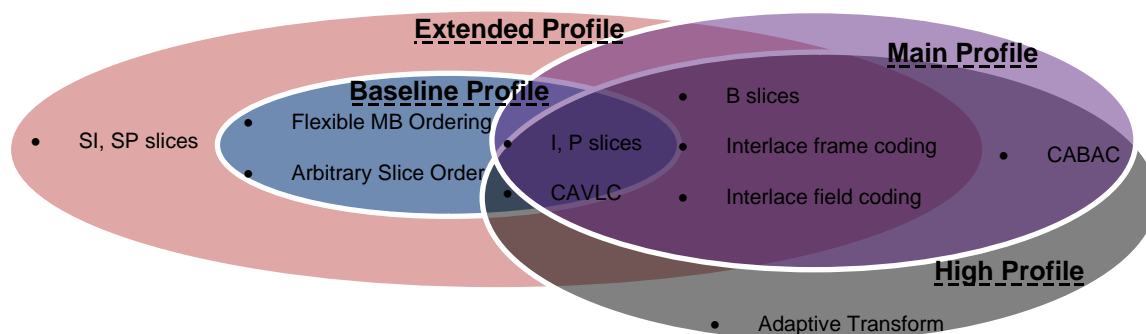 Extended Profile
Main Profile
Baseline Profile
• B slices
• Flexible MB Ordering
• SI, SP slices
• I, P slices
• Interlace frame coding
• CABAC
• Arbitrary Slice Order
• CAVLC
• Interlace field coding
High Profile
• Adaptive Transform